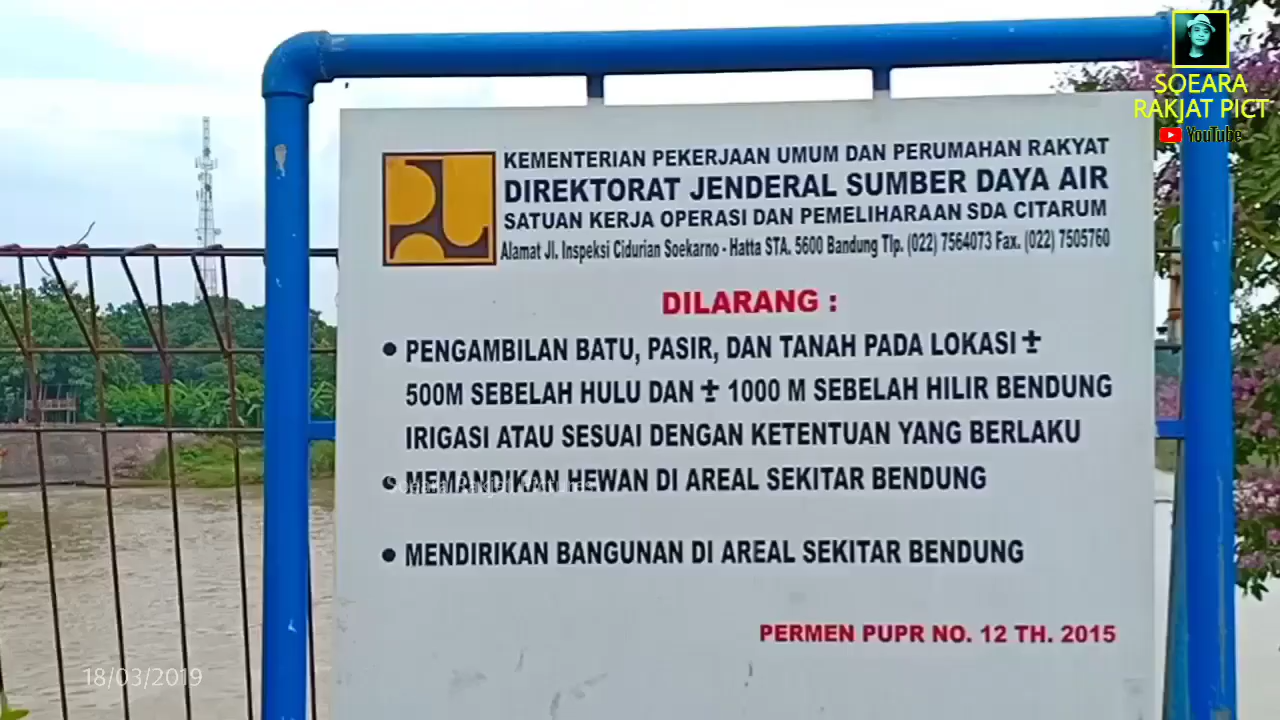 SOEARA
RAKJAT PICT
YouTube
KEMENTERIAN PEKERJAAN UMUM DAN PERUMAHAN RAKYAT
DIREKTORAT JENDERAL SUMBER DAYA AIR
SATUAN KERJA OPERASI DAN PEMELIHARAAN SDA CITARUM
Alamat Jl. Inspeksi Cidurian Soekarno - Hatta STA. 5600 Bandung Tlp. (022) 7564073 Fax. (022) 7505760
DILARANG :
• PENGAMBILAN BATU, PASIR, DAN TANAH PADA LOKASI ±
500M SEBELAH HULU DAN ± 1000 M SEBELAH HILIR BENDUNG
IRIGASI ATAU SESUAI DENGAN KETENTUAN YANG BERLAKU
• MEMANDIKAN HEWAN DI AREAL SEKITAR BENDUNG
• MENDIRIKAN BANGUNAN DI AREAL SEKITAR BENDUNG
PERMEN PUPR NO. 12 TH. 2015
18/03/2019